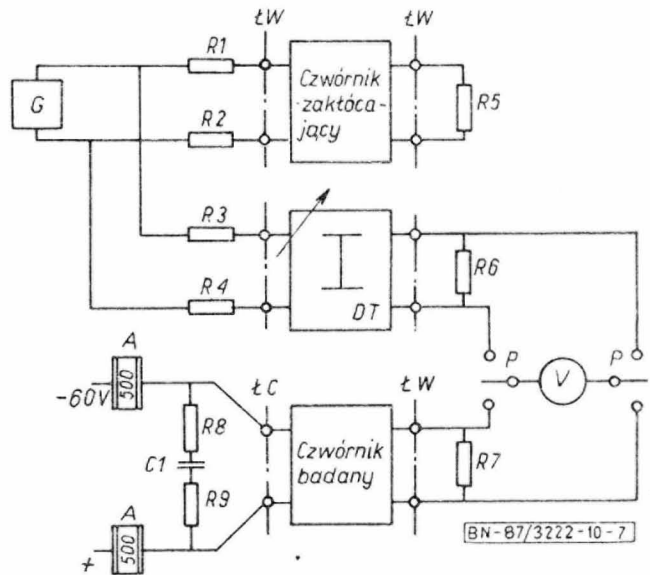 ŁW
ŁW
R1
Czwórnik
zakłóca-
jący
R5
G
R2
R3
R6
R4
DT
A
500
-60V
ŁC
ŁW
P
V
P
R8
C1
Czwórnik
badany
R7
R9
A
500
+
BN-87/3222-10-7